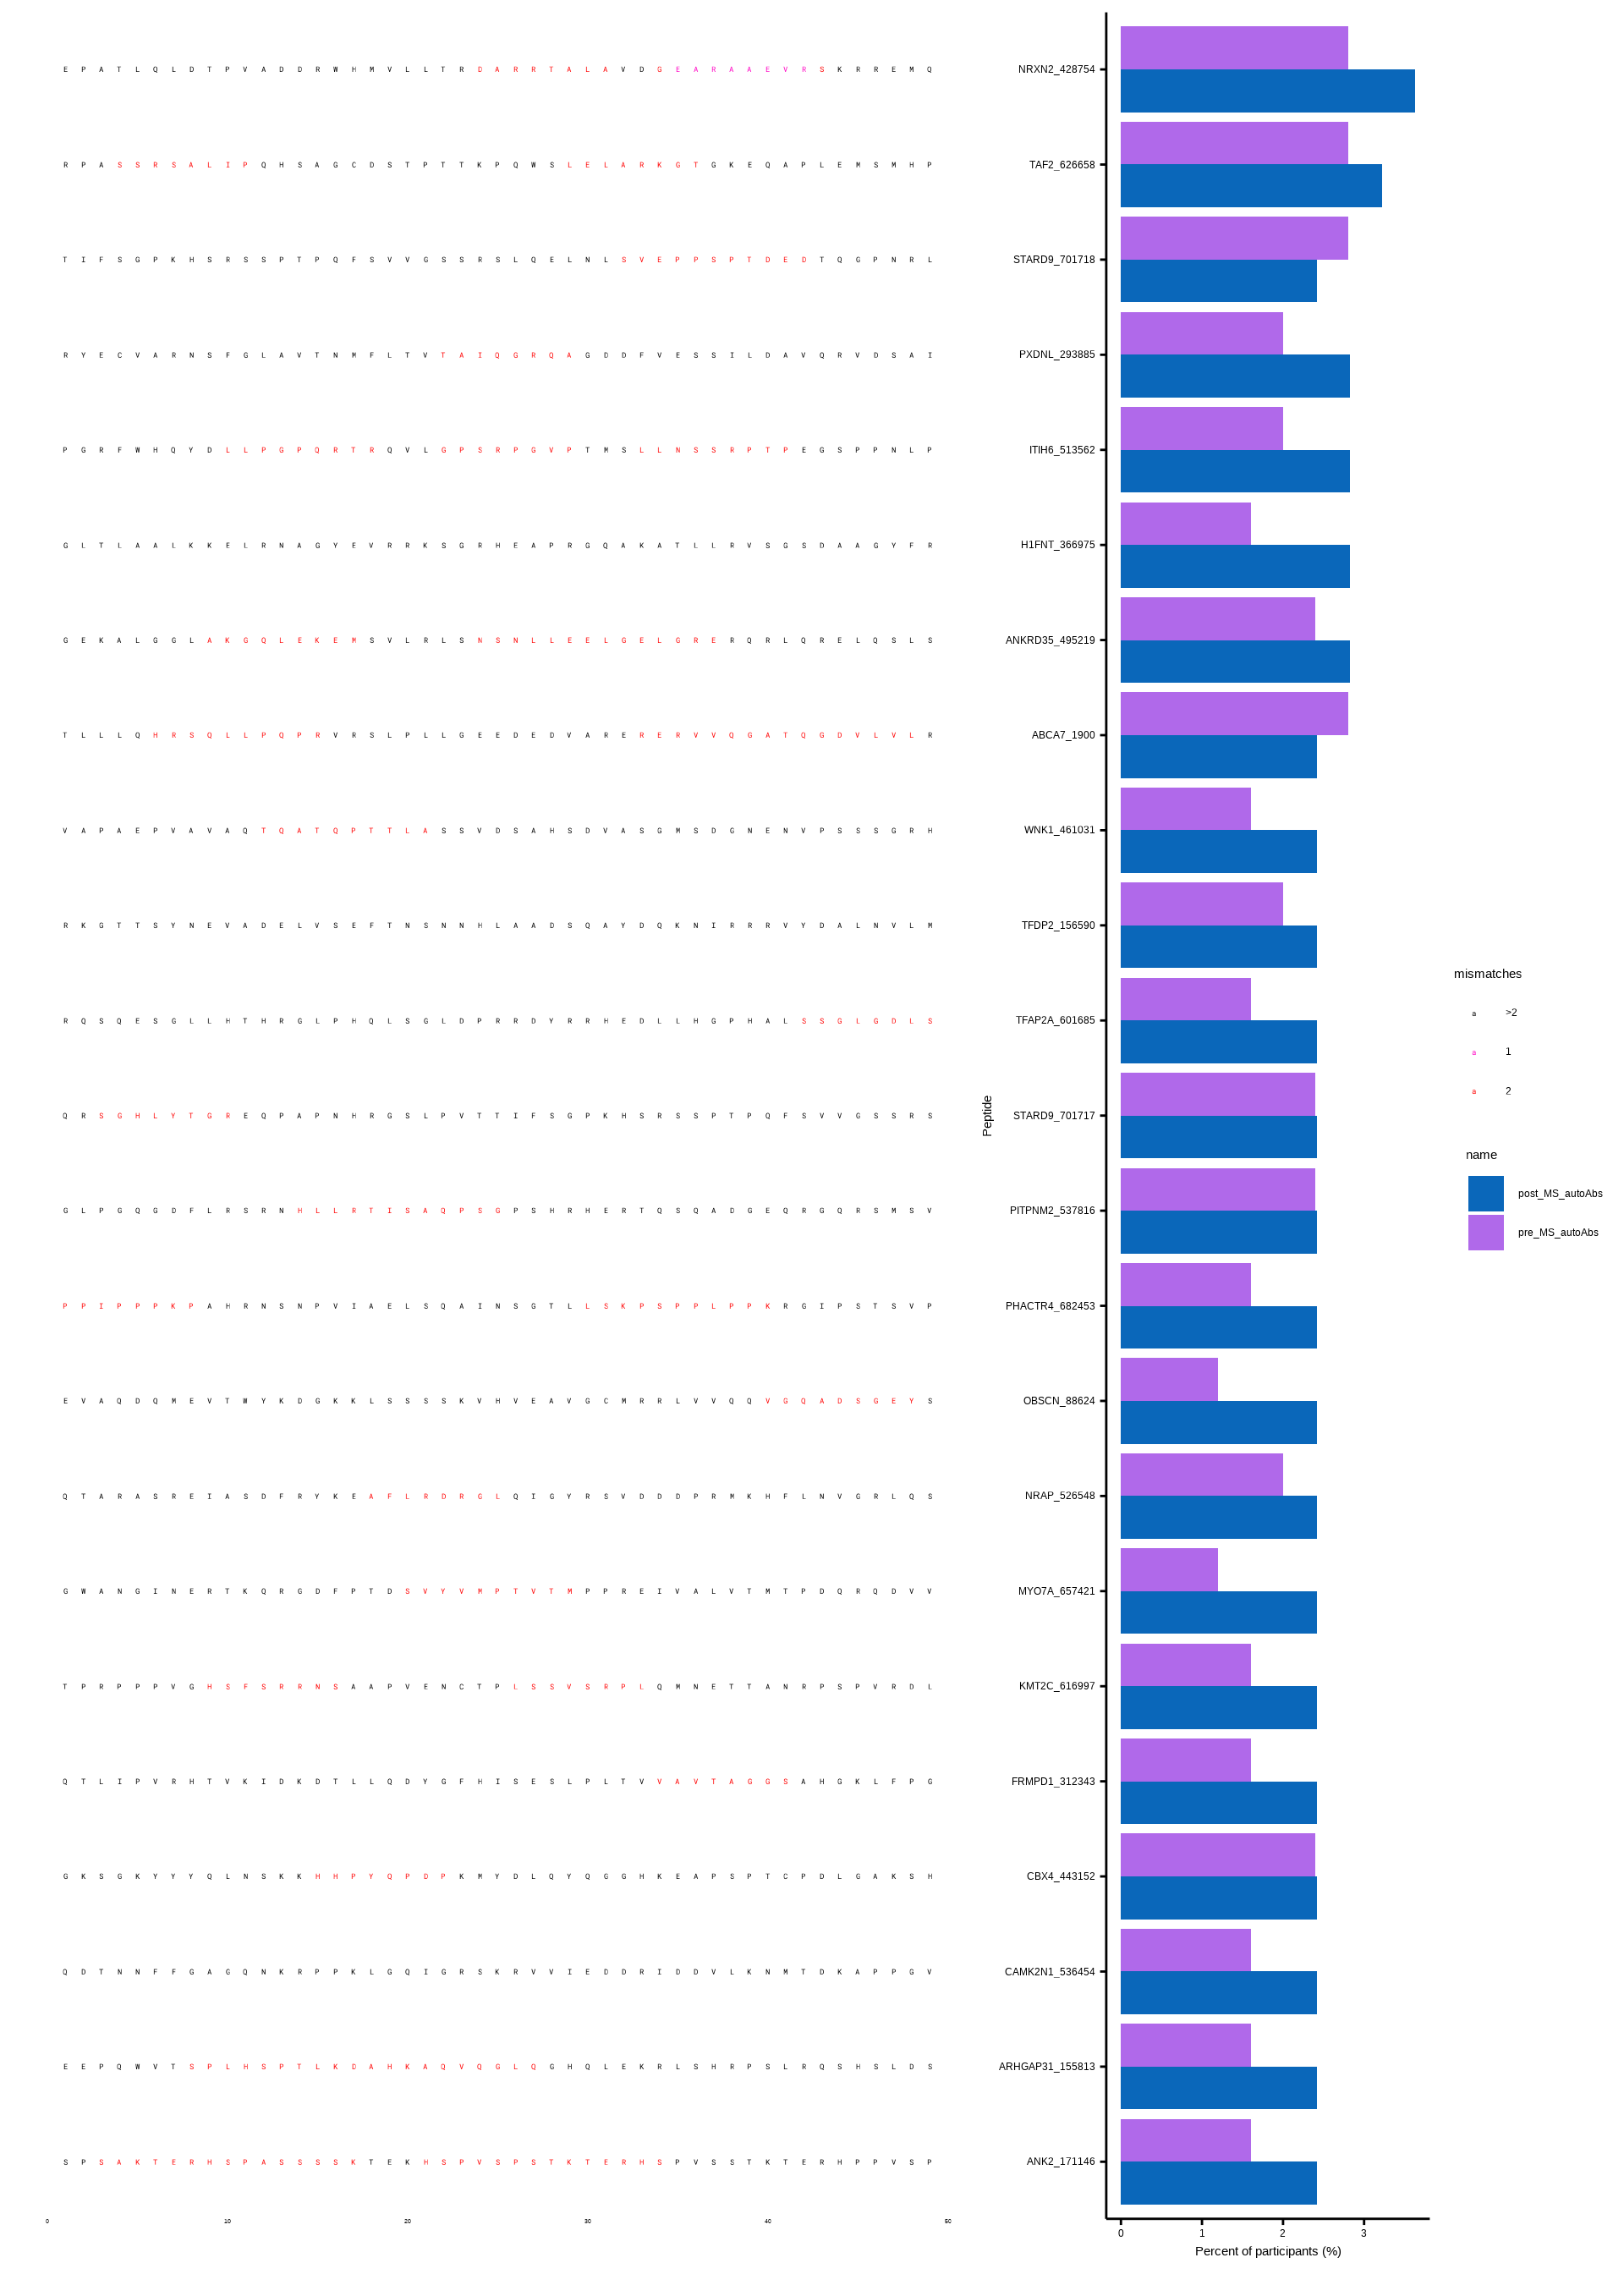 E P A T L Q L D T P V A D D R W H M V L L T R D A R R T A L A V D G E A R A A E V R S K R R E M Q NRXN2_428754
R P A S S R S A L I P Q H S A G C D S T P T T K P Q W S L E L A R K G T G K E Q A P L E M S M H P TAF2_626658
T I F S G P K H S R S S P T P Q F S V V G S S R S L Q E L N L S V E P P S P T D E D T Q G P N R L STARD9_701718
R Y E C V A R N S F G L A V T N M F L T V T A I Q G R Q A G D D F V E S S I L D A V Q R V D S A I PXDNL_293885
P G R F W H Q Y D L L P G P Q R T R Q V L G P S R P G V P T M S L L N S S R P T P E G S P P N L P ITIH6_513562
G L T L A A L K K E L R N A G Y E V R R K S G R H E A P R G Q A K A T L L R V S G S D A A G Y F R H1FNT_366975
G E K A L G G L A K G Q L E K E M S V L R L S N S N L L E E L G E L G R E R Q R L Q R E L Q S L S ANKRD35_495219
T L L L Q H R S Q L L P Q P R V R S L P L L G E E D E D V A R E R E R V V Q G A T Q G D V L V L R ABCA7_1900
V A P A E P V A V A Q T Q A T Q P T T L A S S V D S A H S D V A S G M S D G N E N V P S S S G R H WNK1_461031
R K G T T S Y N E V A D E L V S E F T N S N N H L A A D S Q A Y D Q K N I R R R V Y D A L N V L M TFDP2_156590
R Q S Q E S G L L H T H R G L P H Q L S G L D P R R D Y R R H E D L L H G P H A L S S G L G D L S TFAP2A_601685
Q R S G H L Y T G R E Q P A P N H R G S L P V T T I F S G P K H S R S S P T P Q F S V V G S S R S STARD9_701717
G L P G Q G D F L R S R N H L L R T I S A Q P S G P S H R H E R T Q S Q A D G E Q R G Q R S M S V PITPNM2_537816
P P I P P P K P A H R N S N P V I A E L S Q A I N S G T L L S K P S P P L P P K R G I P S T S V P PHACTR4_682453
E V A Q D Q M E V T W Y K D G K K L S S S S K V H V E A V G C M R R L V V Q Q V G Q A D S G E Y S OBSCN_88624
Q T A R A S R E I A S D F R Y K E A F L R D R G L Q I G Y R S V D D D P R M K H F L N V G R L Q S NRAP_526548
G W A N G I N E R T K Q R G D F P T D S V Y V M P T V T M P P R E I V A L V T M T P D Q R Q D V V MYO7A_657421
T P R P P P V G H S F S R R N S A A P V E N C T P L S S V S R P L Q M N E T T A N R P S P V R D L KMT2C_616997
Q T L I P V R H T V K I D K D T L L Q D Y G F H I S E S L P L T V V A V T A G G S A H G K L F P G FRMPD1_312343
G K S G K Y Y Y Q L N S K K H H P Y Q P D P K M Y D L Q Y Q G G H K E A P S P T C P D L G A K S H CBX4_443152
Q D T N N F F G A G Q N K R P P K L G Q I G R S K R V V I E D D R I D D V L K N M T D K A P P G V CAMK2N1_536454
E E P Q W V T S P L H S P T L K D A H K A Q V Q G L Q G H Q L E K R L S H R P S L R Q S H S L D S ARHGAP31_155813
S P S A K T E R H S P A S S S S K T E K H S P V S P S T K T E R H S P V S S T K T E R H P P V S P ANK2_171146
0 10 20 30 40 50
Peptide
0 1 2 3
Percent of participants (%)
mismatches
a >2
a 1
a 2
name
post_MS_autoAbs
pre_MS_autoAbs